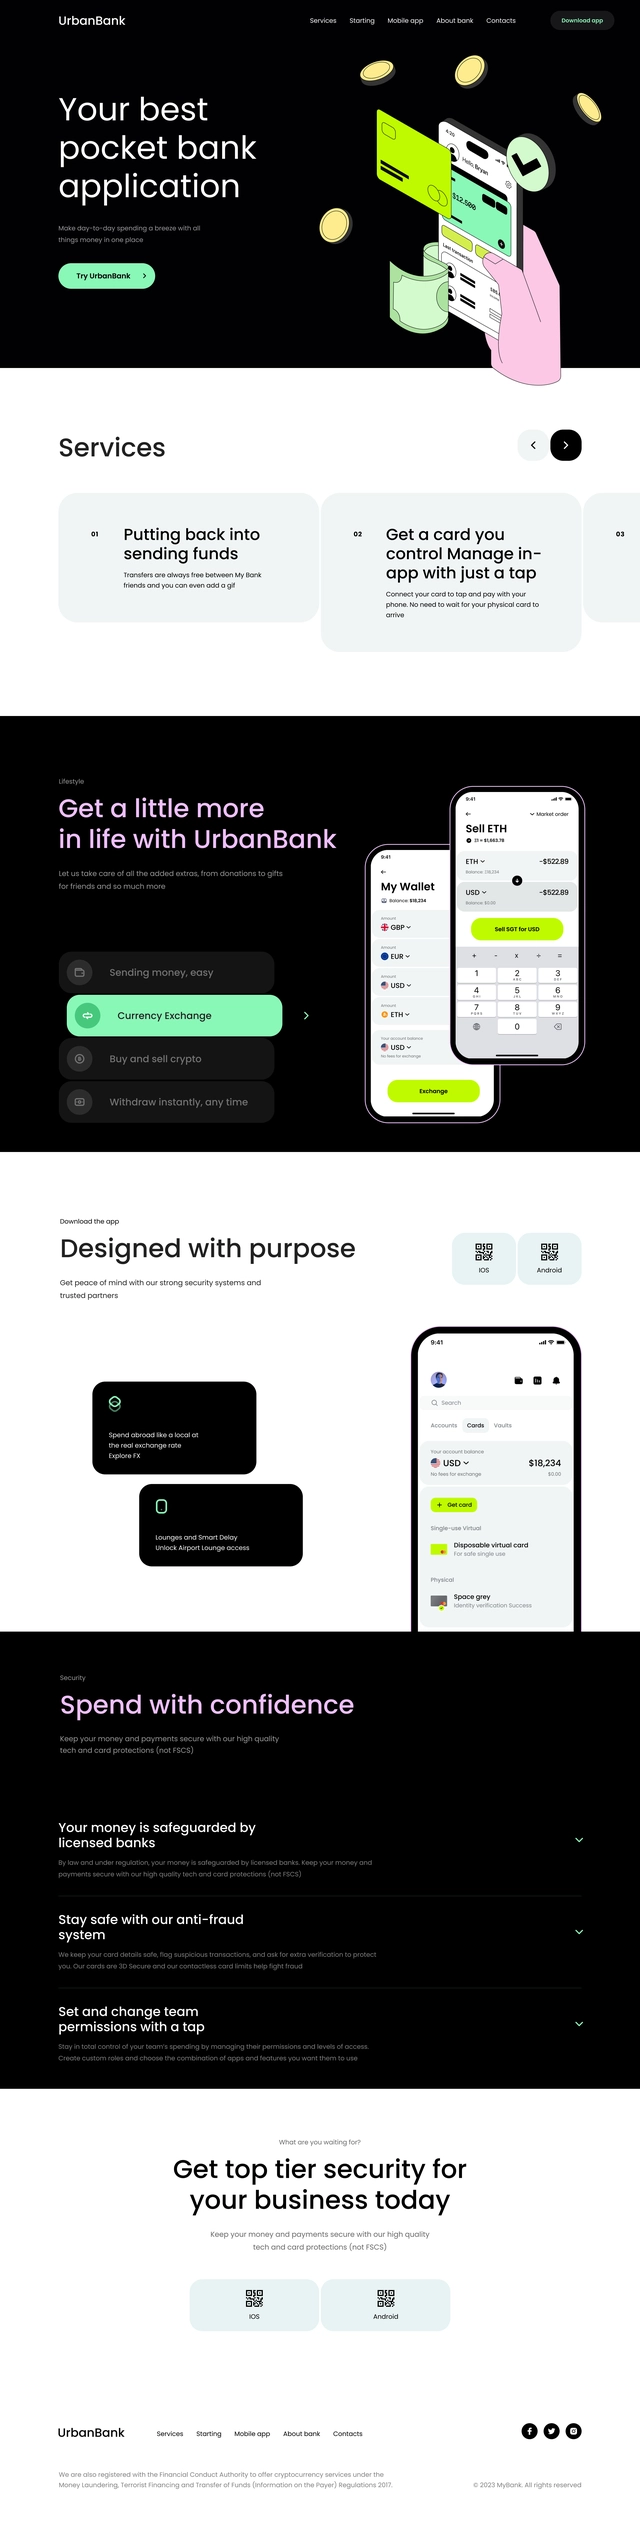 UrbanBank
Services Starting Mobile app About bank Contacts
Download app
Your best
pocket bank
application
Make day-to-day spending a breeze with all
things money in one place
Try UrbanBank
4:20
Hello, Bryan
$12,500
Last transaction
Services
01
Putting back into
sending funds
Transfers are always free between My Bank
friends and you can even add a gif
02
Get a card you
control Manage in-
app with just a tap
Connect your card to tap and pay with your
phone. No need to wait for your physical card to
arrive
03
Lifestyle
Get a little more
in life with UrbanBank
Let us take care of all the added extras, from donations to gifts
for friends and so much more
Sending money, easy
Currency Exchange
Buy and sell crypto
Withdraw instantly, any time
9:41
My Wallet
Balance: $18,234
Amount
GBP
Amount
EUR
Amount
USD
Amount
ETH
Your account balance
USD
No fees for exchange
Exchange
9:41
Market order
Sell ETH
ETH
-$522.89
USD
-$522.89
Balance: $0.00
Sell SGT for USD
+ - x ÷ =
1 2 3
ABC DEF
4 5 6
GHI JKL MNO
7 8 9
PQRS TUV WXYZ
0
Download the app
Designed with purpose
Get peace of mind with our strong security systems and
trusted partners
IOS
Android
Spend abroad like a local at
the real exchange rate
Explore FX
Lounges and Smart Delay
Unlock Airport Lounge access
9:41
Search
Accounts Cards Vaults
Your account balance
USD $18,234
No fees for exchange $0.00
+ Get card
Single-use Virtual
Disposable virtual card
For safe single use
Physical
Space grey
Identity verification Success
Security
Spend with confidence
Keep your money and payments secure with our high quality
tech and card protections (not FSCS)
Your money is safeguarded by
licensed banks
By law and under regulation, your money is safeguarded by licensed banks. Keep your money and
payments secure with our high quality tech and card protections (not FSCS)
Stay safe with our anti-fraud
system
We keep your card details safe, flag suspicious transactions, and ask for extra verification to protect
you. Our cards are 3D Secure and our contactless card limits help fight fraud
Set and change team
permissions with a tap
Stay in total control of your team's spending by managing their permissions and levels of access.
Create custom roles and choose the combination of apps and features you want them to use
What are you waiting for?
Get top tier security for
your business today
Keep your money and payments secure with our high quality
tech and card protections (not FSCS)
IOS
Android
UrbanBank
Services Starting Mobile app About bank Contacts
We are also registered with the Financial Conduct Authority to offer cryptocurrency services under the
Money Laundering, Terrorist Financing and Transfer of Funds (Information on the Payer) Regulations 2017.
© 2023 MyBank. All rights reserved